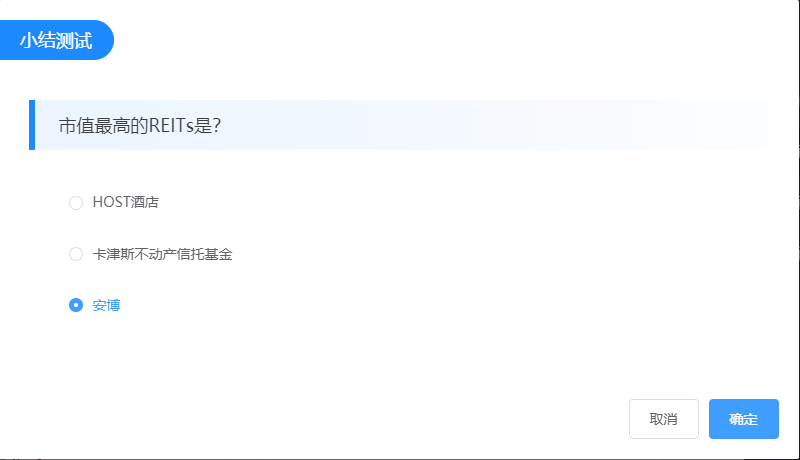 小结测试
市值最高的REITs是?
HOST酒店
卡津斯不动产信托基金
安博
取消
确定